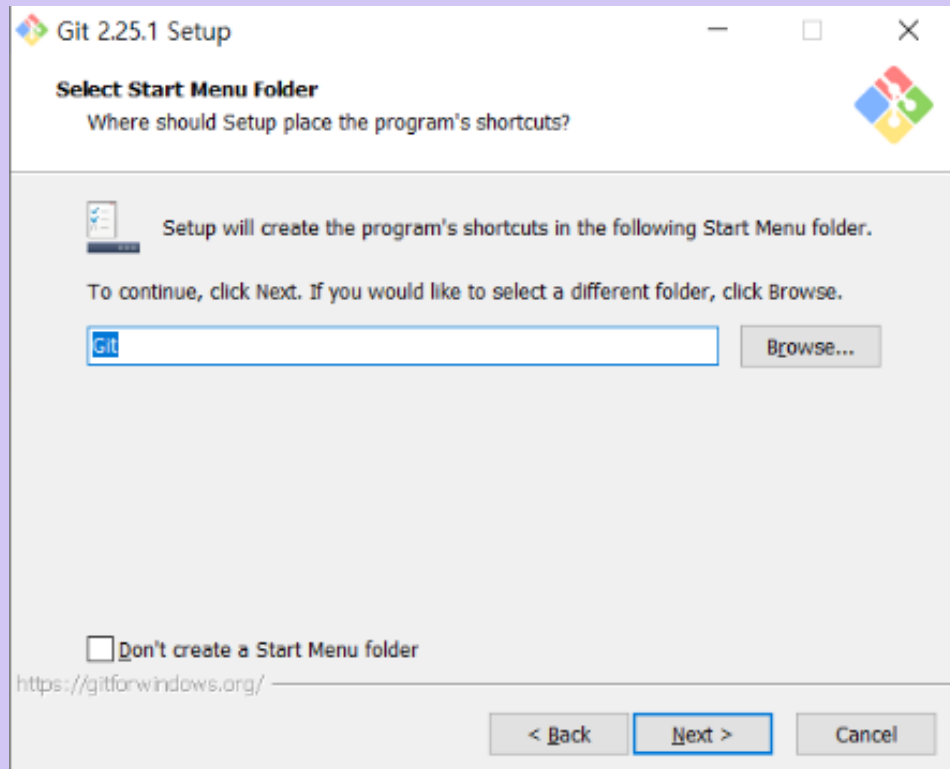 Git 2.25.1 Setup
Select Start Menu Folder
Where should Setup place the program's shortcuts?
Setup will create the program's shortcuts in the following Start Menu folder.
To continue, click Next. If you would like to select a different folder, click Browse.
Git
Browse...
Don't create a Start Menu folder
https://gitforwindows.org/
< Back
Next >
Cancel